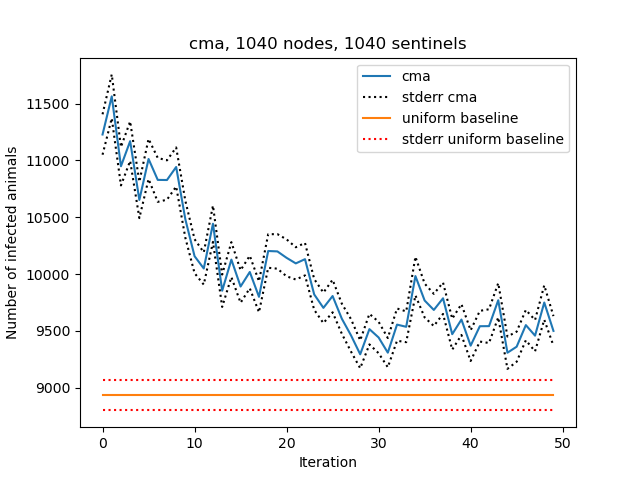 cma, 1040 nodes, 1040 sentinels
cma
stderr cma
uniform baseline
stderr uniform baseline
Number of infected animals
11500
11000
10500
10000
9500
9000
0 10 20 30 40 50
Iteration